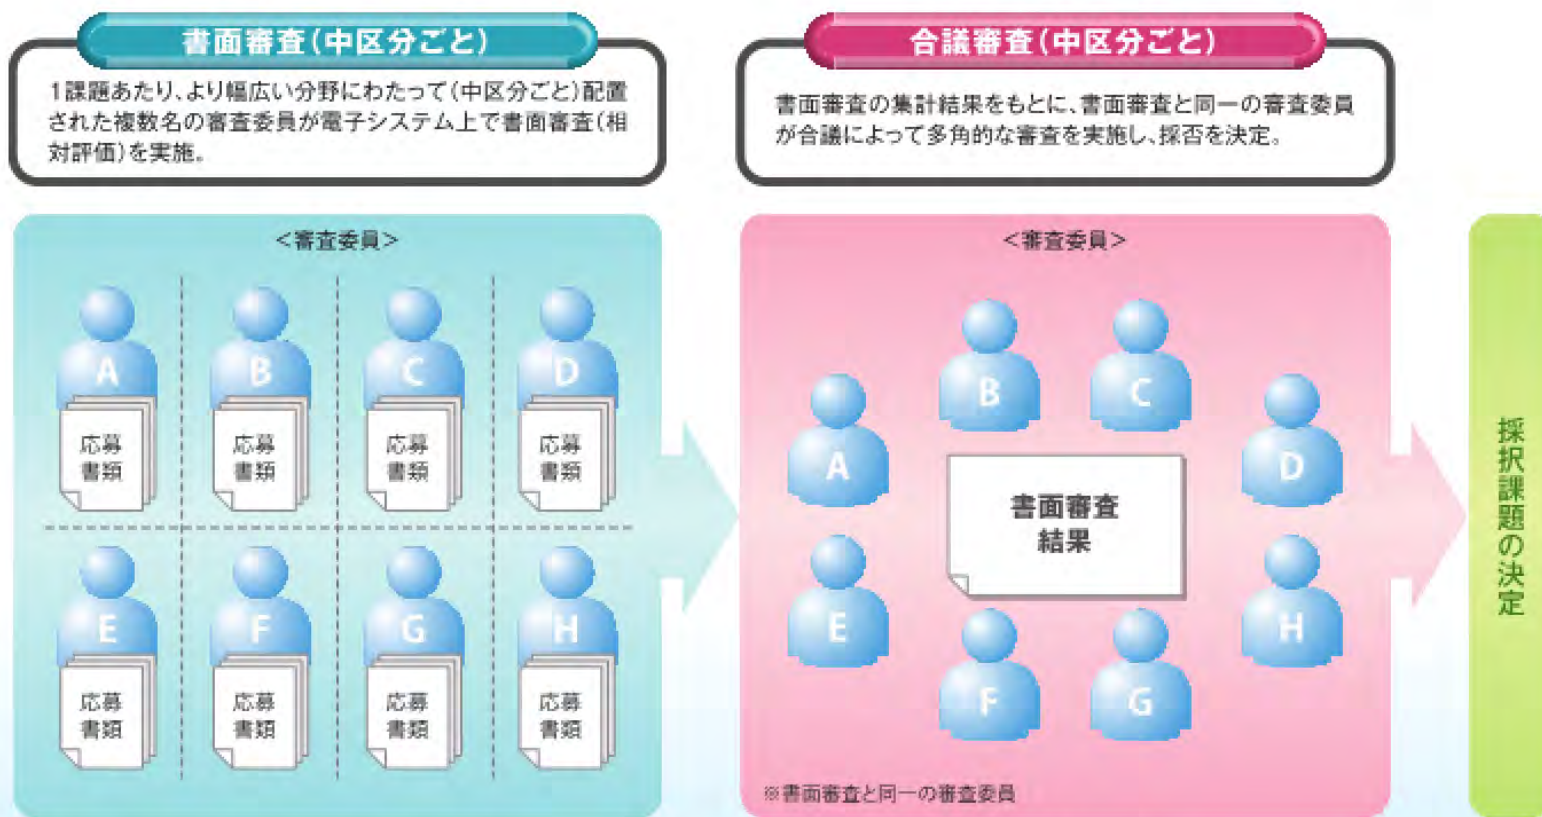 書面審査(中区分ごと)
1課題あたり、より幅広い分野にわたって(中区分ごと)配置
された複数名の審査委員が電子システム上で書面審査(相
対評価)を実施。
合議審査(中区分ごと)
書面審査の集計結果をもとに、書面審査と同一の審査委員
が合議によって多角的な審査を実施し、採否を決定。
<審査委員>
A
B
C
D
応募
書類
応募
書類
応募
書類
応募
書類
E
F
G
H
応募
書類
応募
書類
応募
書類
応募
書類
<審査委員>
B
C
A
D
書面審査
結果
E
H
F
G
※書面審査と同一の審査委員
採択課題の決定